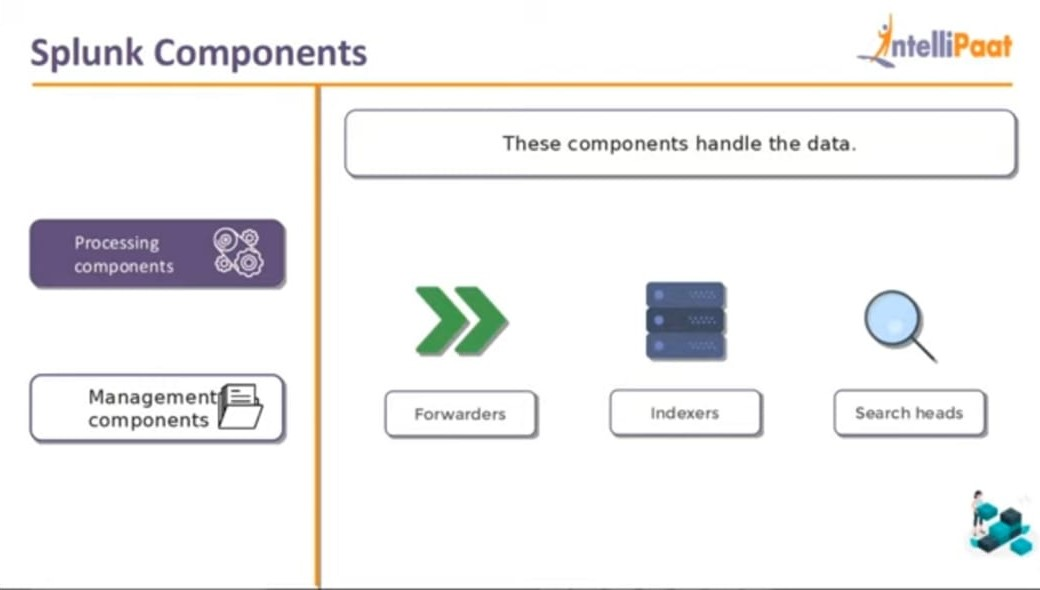 Splunk Components
IntelliPaat
These components handle the data.
Processing
components
Management
components
Forwarders
Indexers
Search heads